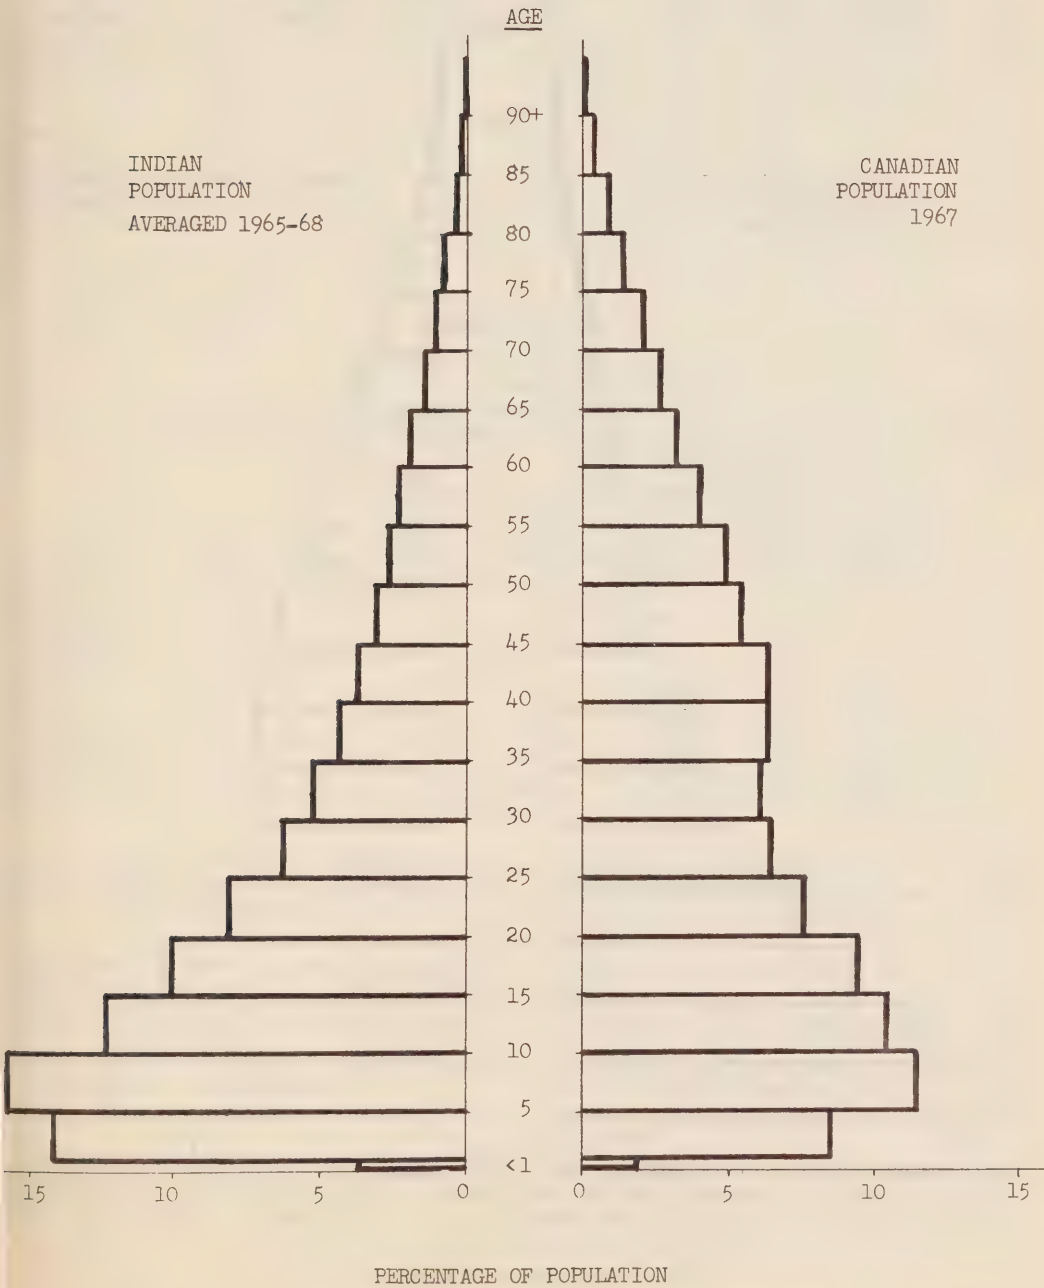 AGE
90+
INDIAN
POPULATION
AVERAGED 1965-68
CANADIAN
POPULATION
1967
85
80
75
70
65
60
55
50
45
40
35
30
25
20
15
10
5
<1
15 10 5 0 0 5 10 15
PERCENTAGE OF POPULATION